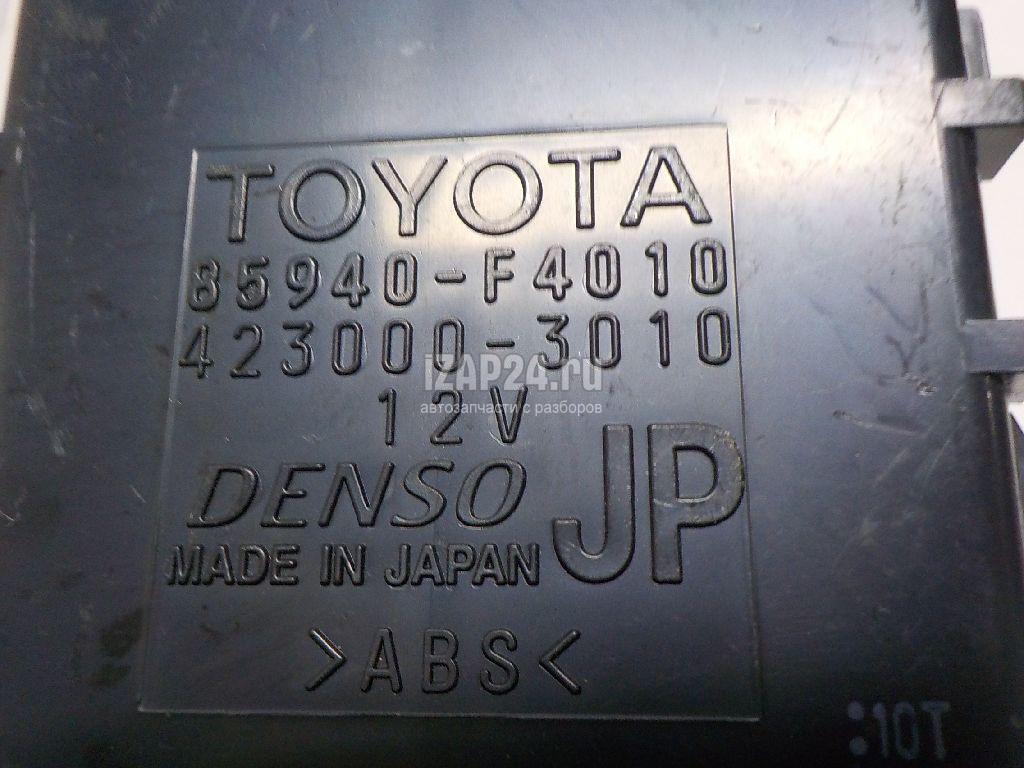 TOYOTA
85940-F4010
423000-3010
iZAP24.ru
автозапчасти с разборов
12V
DENSO JP
MADE IN JAPAN
>ABS<
:10T